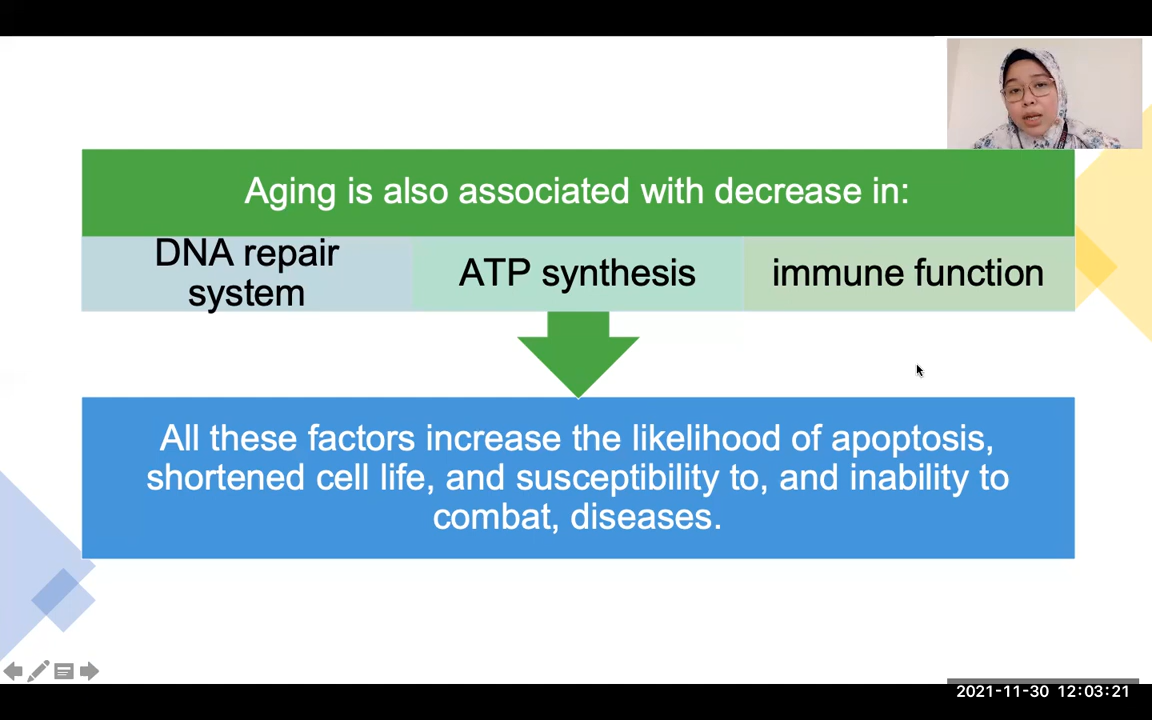 Aging is also associated with decrease in:
DNA repair
system
ATP synthesis
immune function
All these factors increase the likelihood of apoptosis,
shortened cell life, and susceptibility to, and inability to
combat, diseases.
2021-11-30 12:03:21